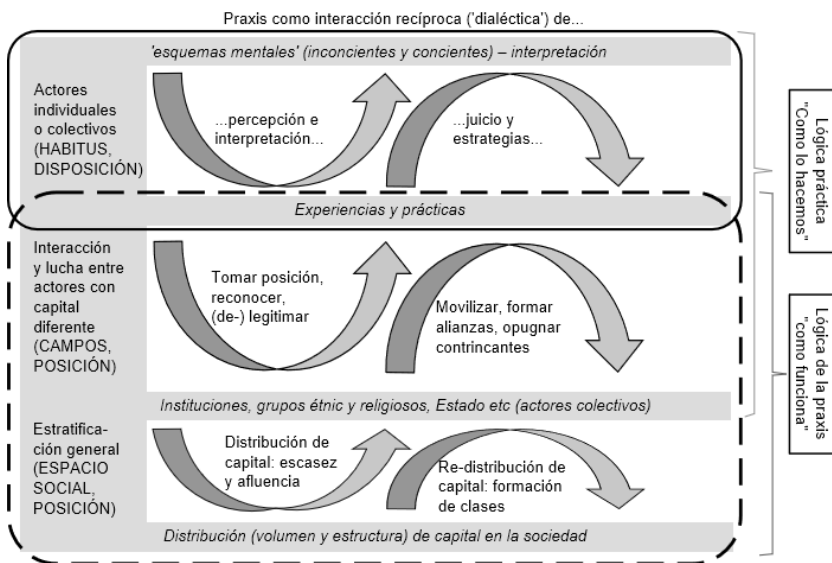 Praxis como interacción recíproca ('dialéctica') de...
'esquemas mentales' (inconcientes y concientes) – interpretación
Actores
individuales
o colectivos
(HABITUS,
DISPOSICIÓN)
...percepción e
interpretación...
...juicio y
estrategias...
Experiencias y prácticas
Interacción
y lucha entre
actores con
capital
diferente
(CAMPOS,
POSICIÓN)
Tomar posición,
reconocer,
(de-) legitimar
Movilizar, formar
alianzas, opugnar
contrincantes
Instituciones, grupos étnic y religiosos, Estado etc (actores colectivos)
Estratifica-
ción general
(ESPACIO
SOCIAL,
POSICIÓN)
Distribución de
capital: escasez
y afluencia
Re-distribución de
capital: formación
de clases
Distribución (volumen y estructura) de capital en la sociedad
Lógica práctica
"Como lo hacemos"
Lógica de la praxis
"como funciona"